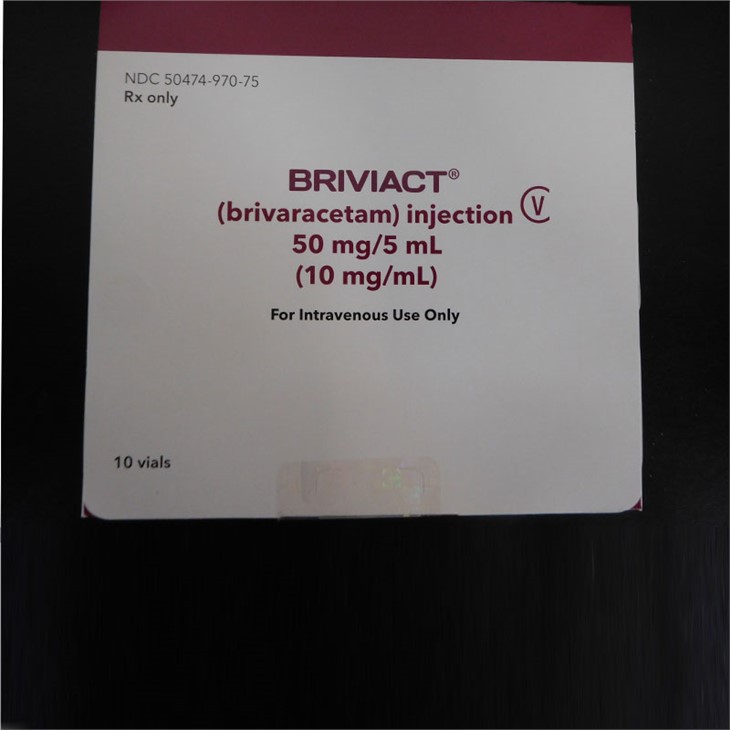 NDC 50474-970-75
Rx only
BRIVIACT®
(brivaracetam) injection CV
50 mg/5 mL
(10 mg/mL)
For Intravenous Use Only
10 vials